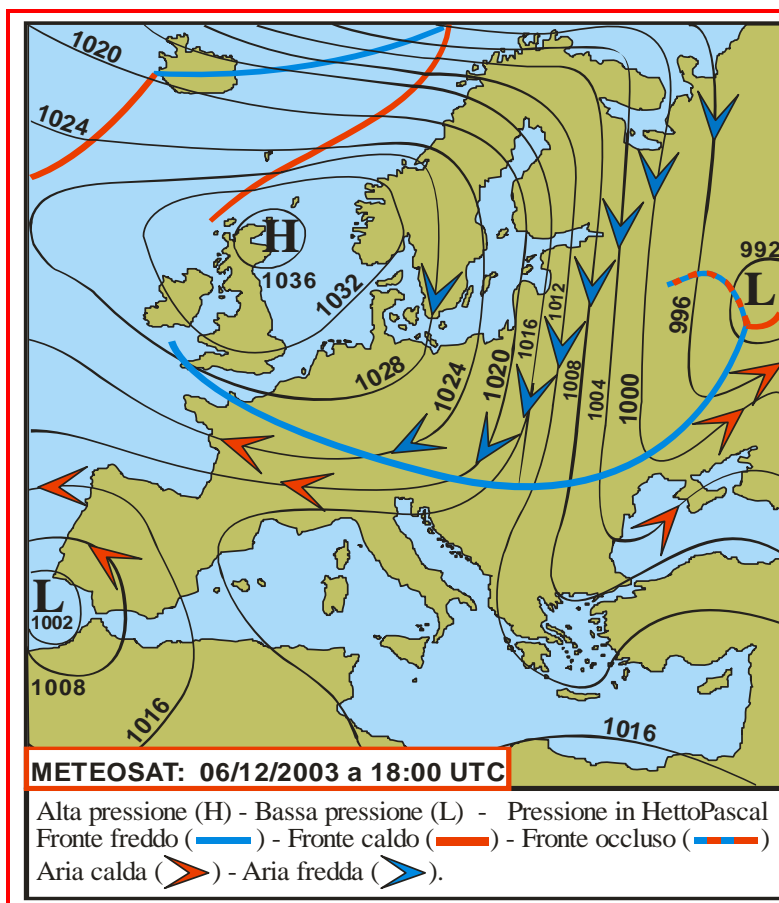 1020
1024
H
1036
1032
992
L
996
1012
1016
1008
1004
1000
1028
1024
1020
L
1002
1008
1016
1016
METEOSAT: 06/12/2003 a 18:00 UTC
Alta pressione (H) - Bassa pressione (L) - Pressione in HettoPascal
Fronte freddo ( ) - Fronte caldo ( ) - Fronte occluso ( )
Aria calda ( ) - Aria fredda ( ).